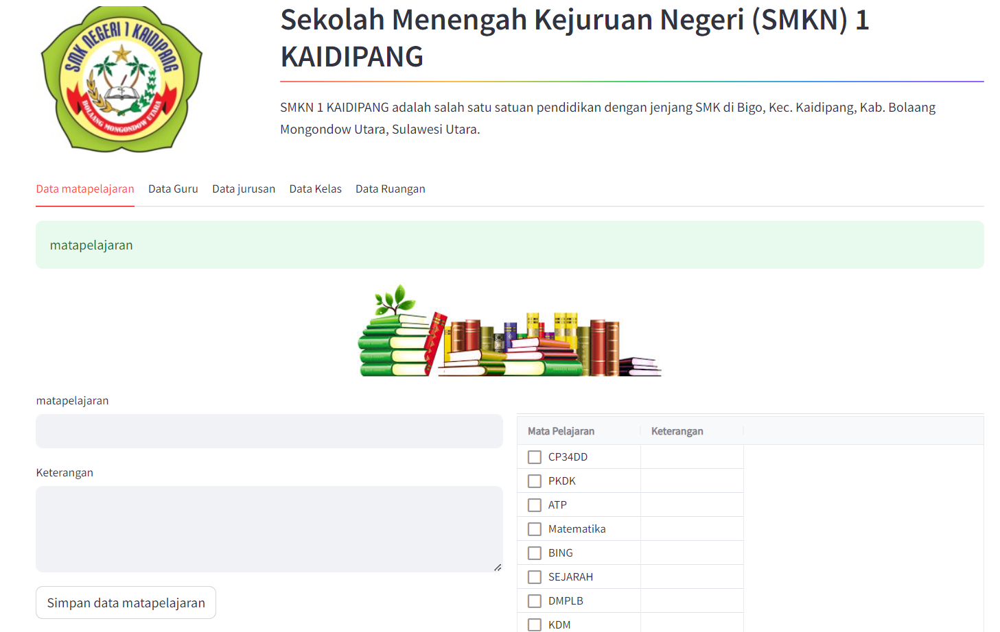 SMK NEGERI 1 KAIDIPANG
BOLAANG MONGONDOW UTARA
Sekolah Menengah Kejuruan Negeri (SMKN) 1
KAIDIPANG
SMKN 1 KAIDIPANG adalah salah satu satuan pendidikan dengan jenjang SMK di Bigo, Kec. Kaidipang, Kab. Bolaang
Mongondow Utara, Sulawesi Utara.
Data matapelajaran Data Guru Data jurusan Data Kelas Data Ruangan
matapelajaran
matapelajaran
Keterangan
Simpan data matapelajaran
Mata Pelajaran Keterangan
CP34DD
PKDK
ATP
Matematika
BING
SEJARAH
DMPLB
KDM